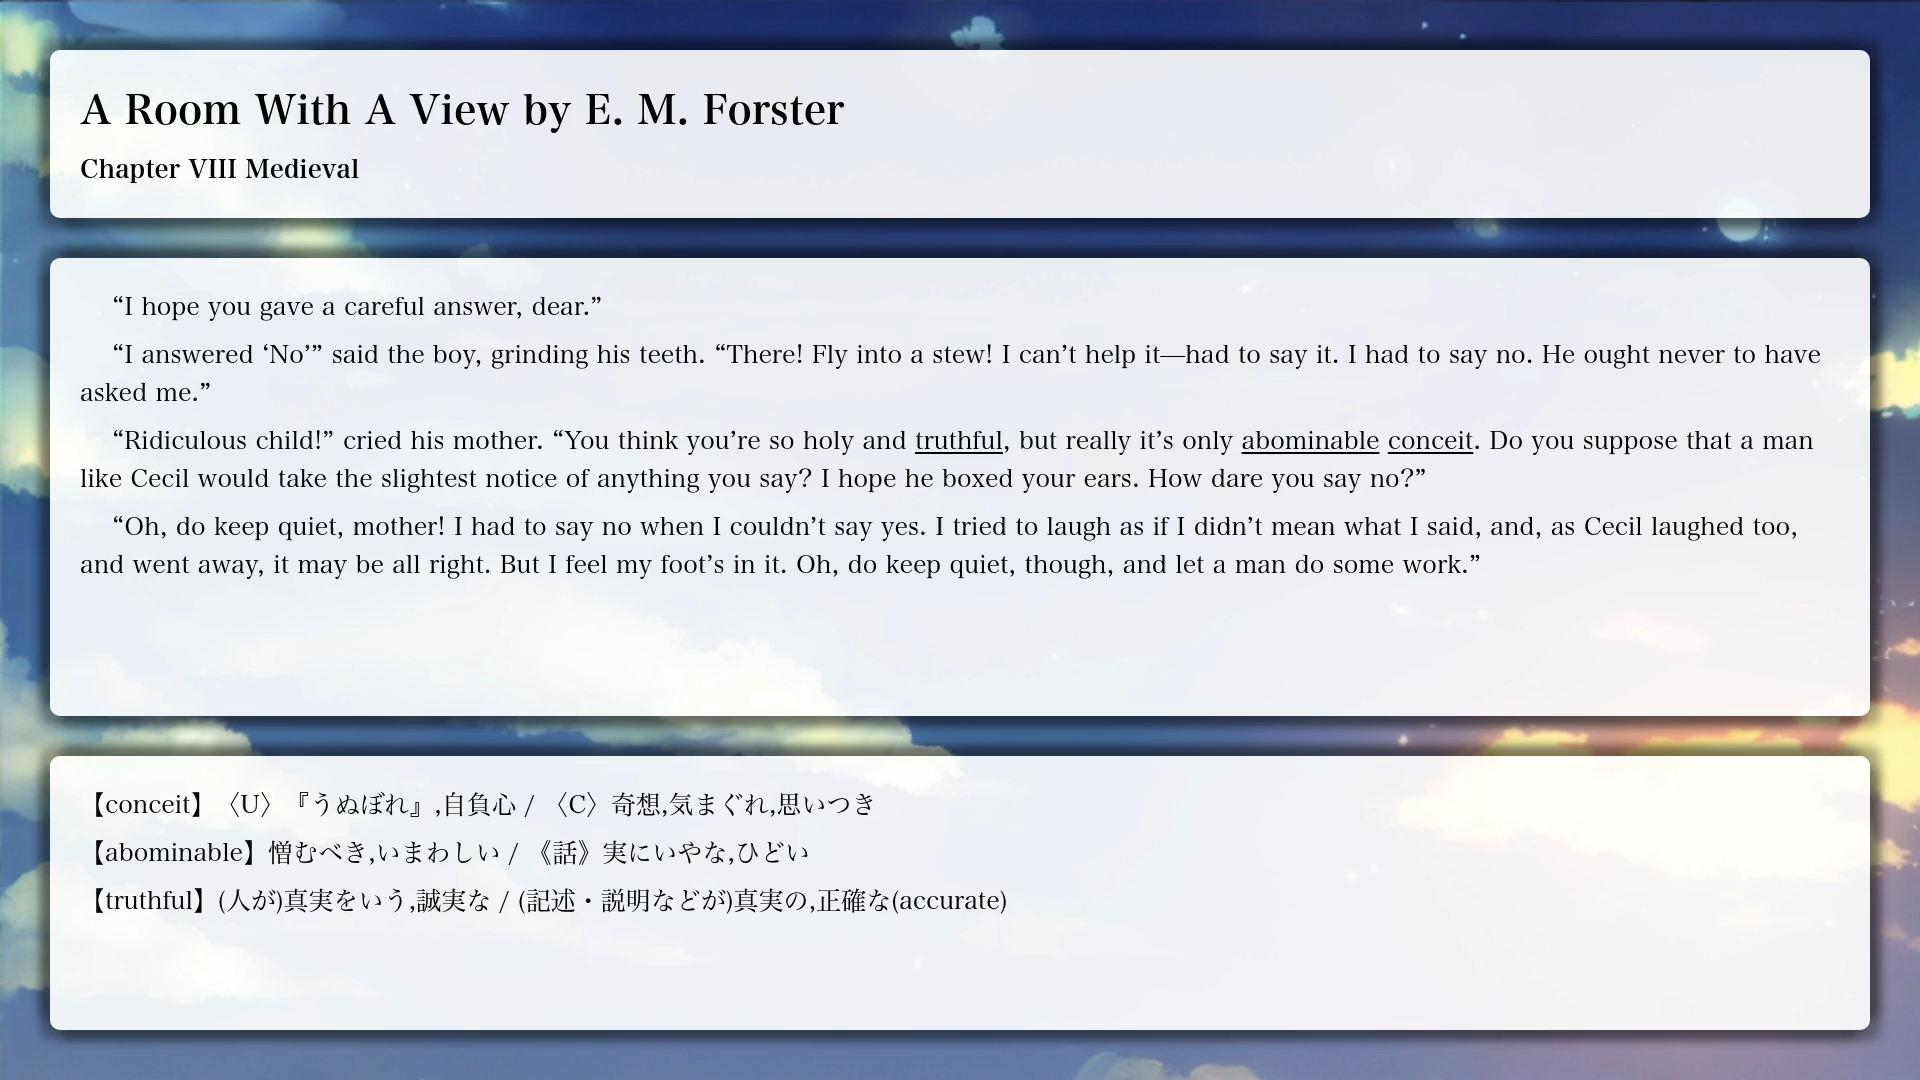 A Room With A View by E. M. Forster
Chapter VIII Medieval
“I hope you gave a careful answer, dear.”
“I answered ‘No’” said the boy, grinding his teeth. “There! Fly into a stew! I can’t help it—had to say it. I had to say no. He ought never to have
asked me.”
“Ridiculous child!” cried his mother. “You think you’re so holy and truthful, but really it’s only abominable conceit. Do you suppose that a man
like Cecil would take the slightest notice of anything you say? I hope he boxed your ears. How dare you say no?”
“Oh, do keep quiet, mother! I had to say no when I couldn’t say yes. I tried to laugh as if I didn’t mean what I said, and, as Cecil laughed too,
and went away, it may be all right. But I feel my foot’s in it. Oh, do keep quiet, though, and let a man do some work.”
【conceit】〈U〉『うぬぼれ』,自負心 / 〈C〉奇想,気まぐれ,思いつき
【abominable】憎むべき,いまわしい / 《話》実にいやな,ひどい
【truthful】(人が)真実をいう,誠実な / (記述・説明などが)真実の,正確な(accurate)